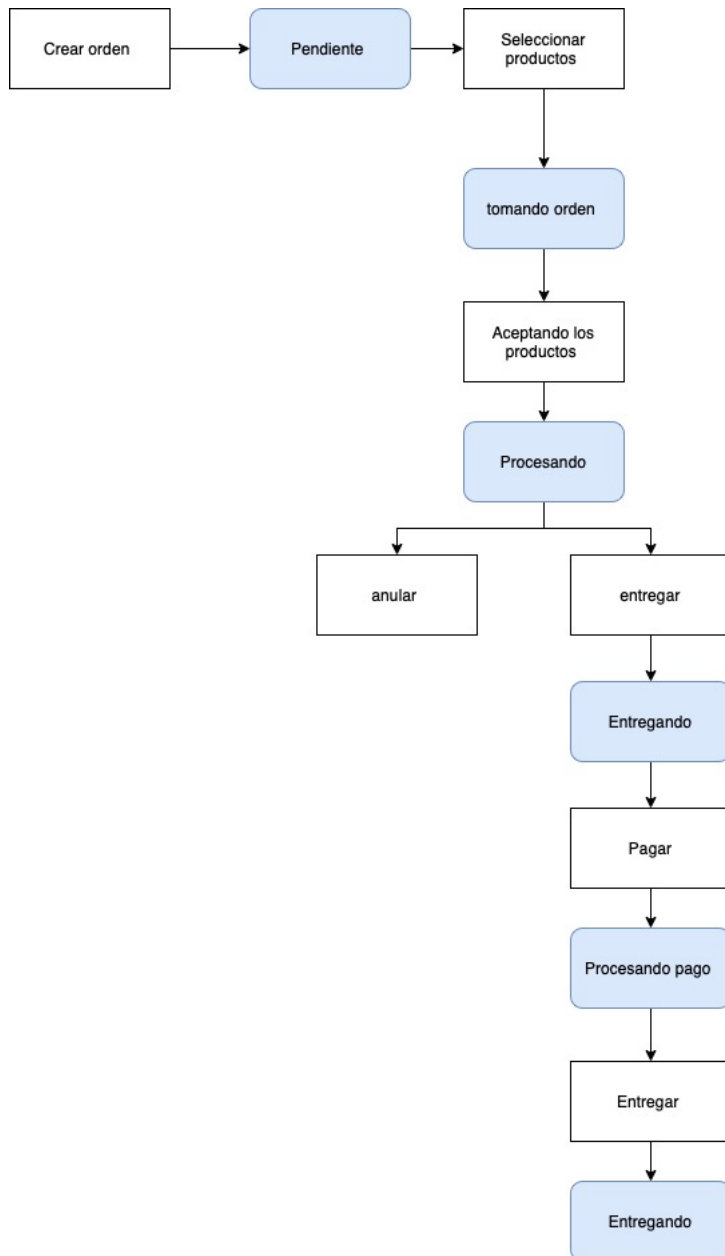 Crear orden
Pendiente
Seleccionar
productos
tomando orden
Aceptando los
productos
Procesando
anular
entregar
Entregando
Pagar
Procesando pago
Entregar
Entregando